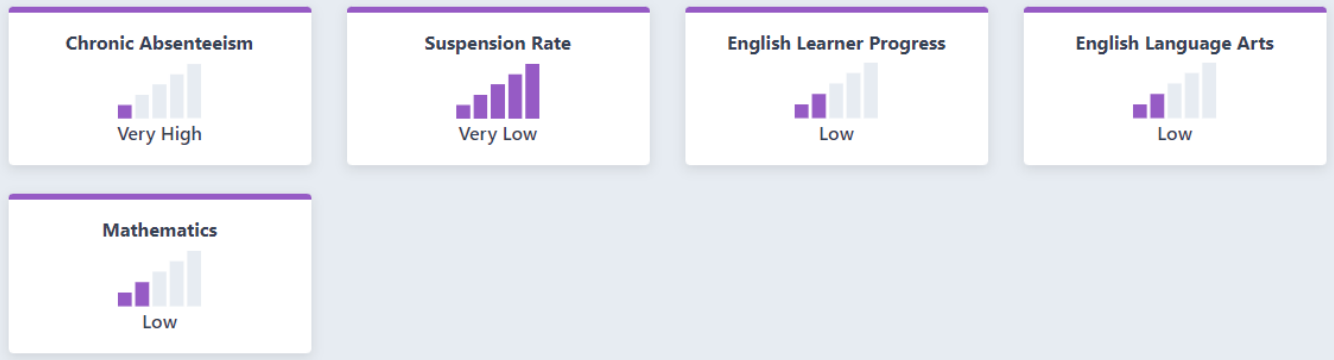 Chronic Absenteeism
Very High
Suspension Rate
Very Low
English Learner Progress
Low
English Language Arts
Low
Mathematics
Low